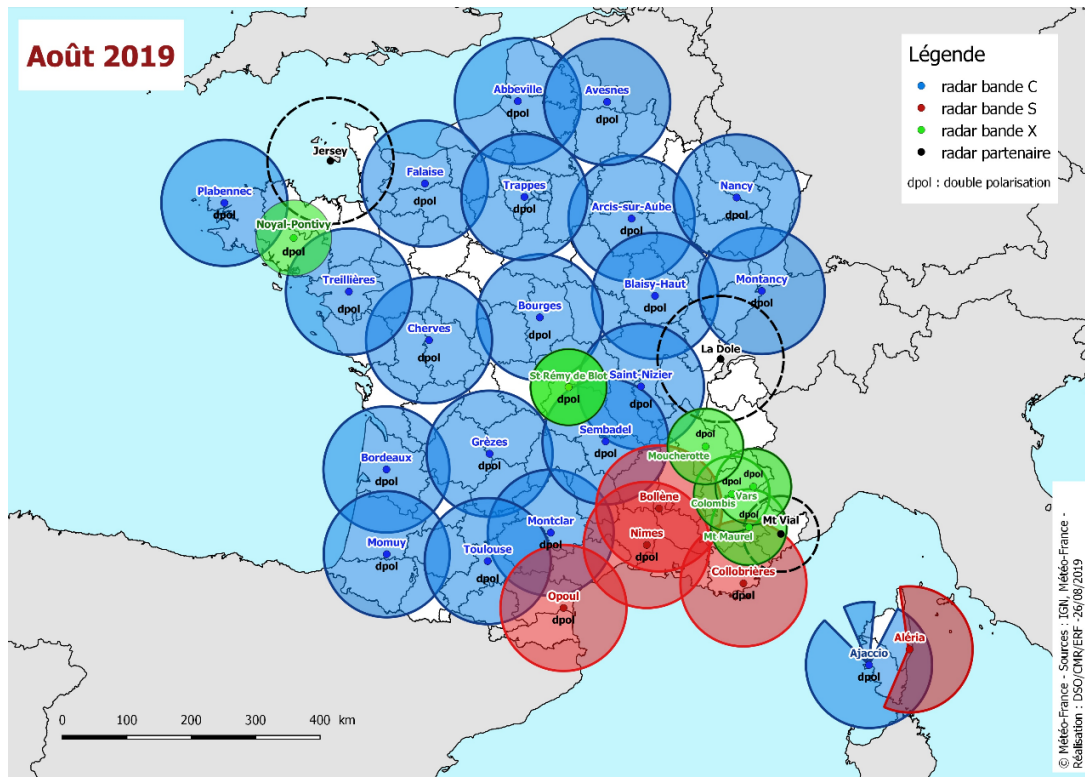 Août 2019
Légende
radar bande C
radar bande S
radar bande X
radar partenaire
dpol : double polarisation
Abbeville
dpol
Avesnes
dpol
Jersey
Falaise
dpol
Trappes
dpol
Nancy
dpol
Plabennec
dpol
Arcis-sur-Aube
dpol
Noyal-Pontivy
dpol
Treillières
dpol
Blaisy-Haut
dpol
Montancy
dpol
Bourges
dpol
Cherves
dpol
La Dole
St Rémy de Blot
dpol
Saint-Nizier
dpol
Sembadel
dpol
dpol
Moucherotte
Grèzes
dpol
Bordeaux
dpol
dpol
Colombis
Vars
dpol
Bollène
dpol
Mt Vial
Montclar
dpol
Nimes
dpol
Mt Maurel
Momuy
dpol
Toulouse
dpol
Collobrières
dpol
Opoul
dpol
Aléria
Ajaccio
dpol
0 100 200 300 400 km
© Météo-France - Sources : IGN, Météo-France -
Réalisation : DSO/CMR/ERF -26/08/2019